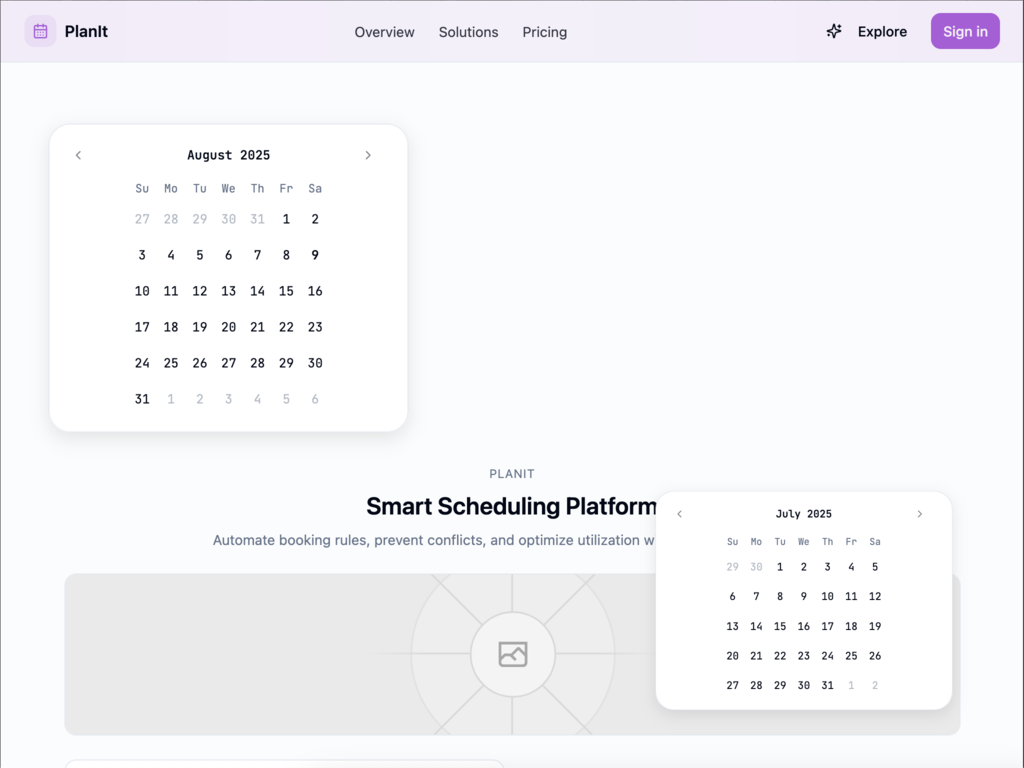 PlanIt
Overview Solutions Pricing
Explore
Sign in
August 2025
Su Mo Tu We Th Fr Sa
27 28 29 30 31 1 2
3 4 5 6 7 8 9
10 11 12 13 14 15 16
17 18 19 20 21 22 23
24 25 26 27 28 29 30
31 1 2 3 4 5 6
PLANIT
Smart Scheduling Platform
Automate booking rules, prevent conflicts, and optimize utilization
July 2025
Su Mo Tu We Th Fr Sa
29 30 1 2 3 4 5
6 7 8 9 10 11 12
13 14 15 16 17 18 19
20 21 22 23 24 25 26
27 28 29 30 31 1 2